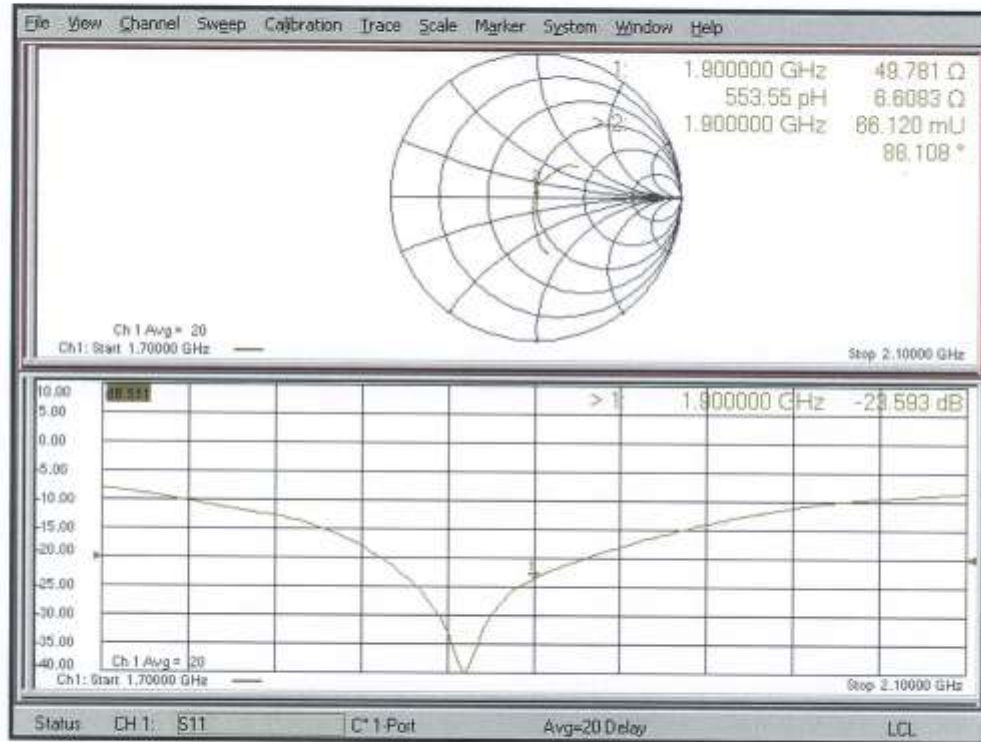 File View Channel Sweep Calibration Trace Scale Marker System Window Help
1: 1.900000 GHz 49.781 Ω
553.55 pH 6.6083 Ω
> 2: 1.900000 GHz 66.120 mU
86.108 °
Ch 1 Avg = 20
Ch1: Start 1.70000 GHz
Stop 2.10000 GHz
10.00
5.00
0.00
-5.00
-10.00
-15.00
-20.00
-25.00
-30.00
-35.00
-40.00
> 1: 1.900000 GHz -23.593 dB
1
Ch 1 Avg = 20
Ch1: Start 1.70000 GHz
Stop 2.10000 GHz
Status CH 1: S11 C* 1-Port Avg=20 Delay LCL